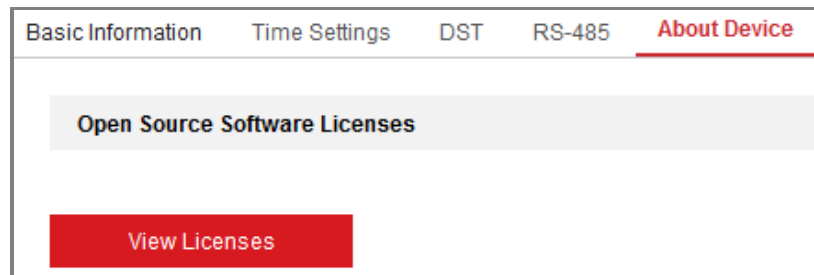 Basic Information Time Settings DST RS-485 About Device
Open Source Software Licenses
View Licenses